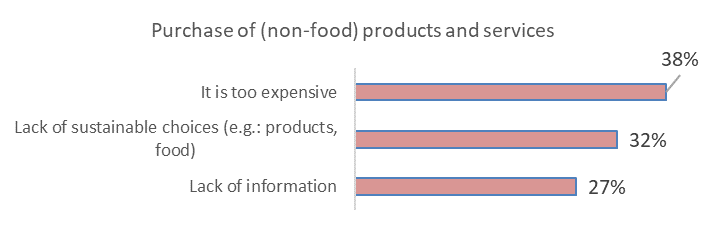 Purchase of (non-food) products and services
38%
It is too expensive
Lack of sustainable choices (e.g.: products,
food)
32%
Lack of information
27%